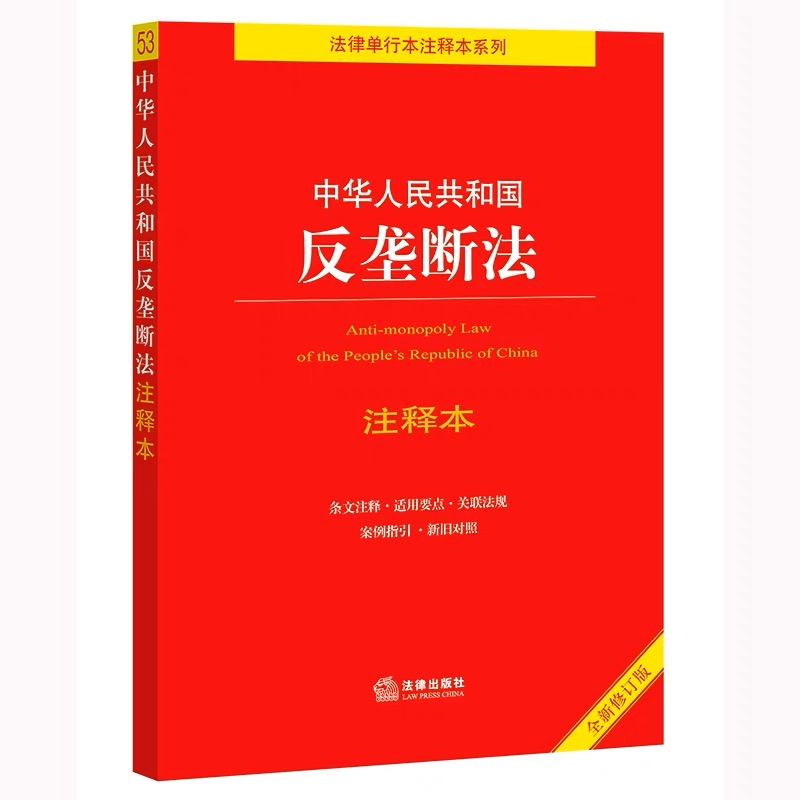 53
中华人民共和国反垄断法注释本
法律单行本注释本系列
中华人民共和国
反垄断法
Anti-monopoly Law
of the People's Republic of China
注释本
条文注释·适用要点·关联法规
案例指引·新旧对照
法律出版社
LAW PRESS CHINA
全新修订版